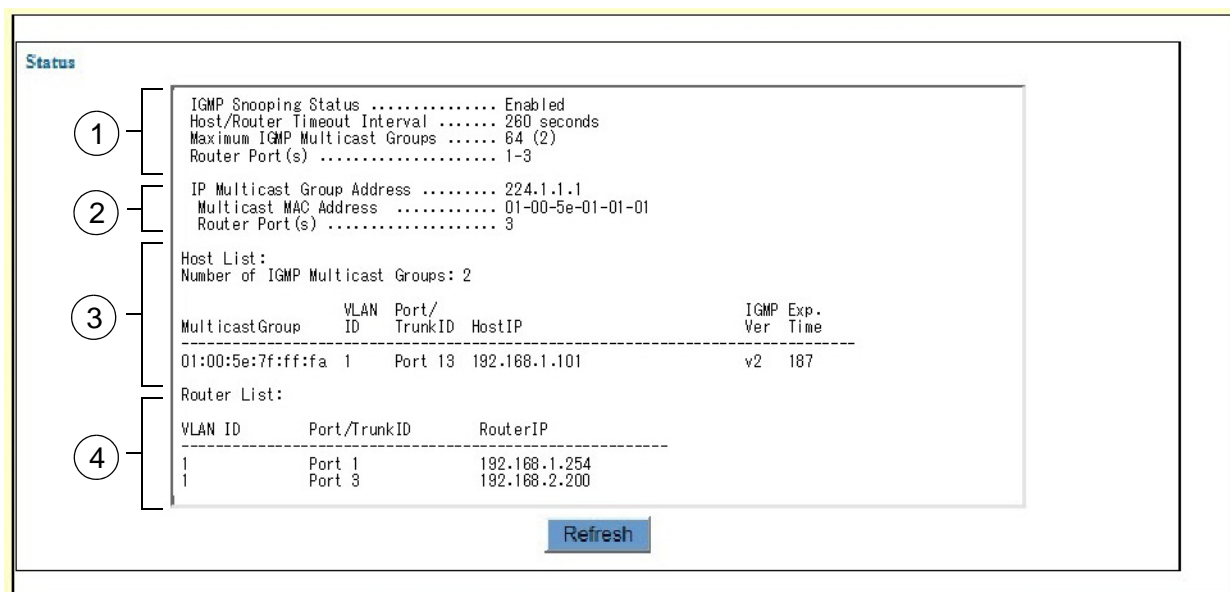 Status
1
IGMP Snooping Status ............... Enabled
Host/Router Timeout Interval ....... 260 seconds
Maximum IGMP Multicast Groups ...... 64 (2)
Router Port(s) ..................... 1-3
2
IP Multicast Group Address ......... 224.1.1.1
Multicast MAC Address ............ 01-00-5e-01-01-01
Router Port(s) .................... 3
3
Host List:
Number of IGMP Multicast Groups: 2
VLAN Port/ IGMP Exp.
MulticastGroup ID TrunkID HostIP Ver Time
--------------------------------------------------------------------------------
01:00:5e:7f:ff:fa 1 Port 13 192.168.1.101 v2 187
4
Router List:
VLAN ID Port/TrunkID RouterIP
----------------------------------------------------------
1 Port 1 192.168.1.254
1 Port 3 192.168.2.200
Refresh